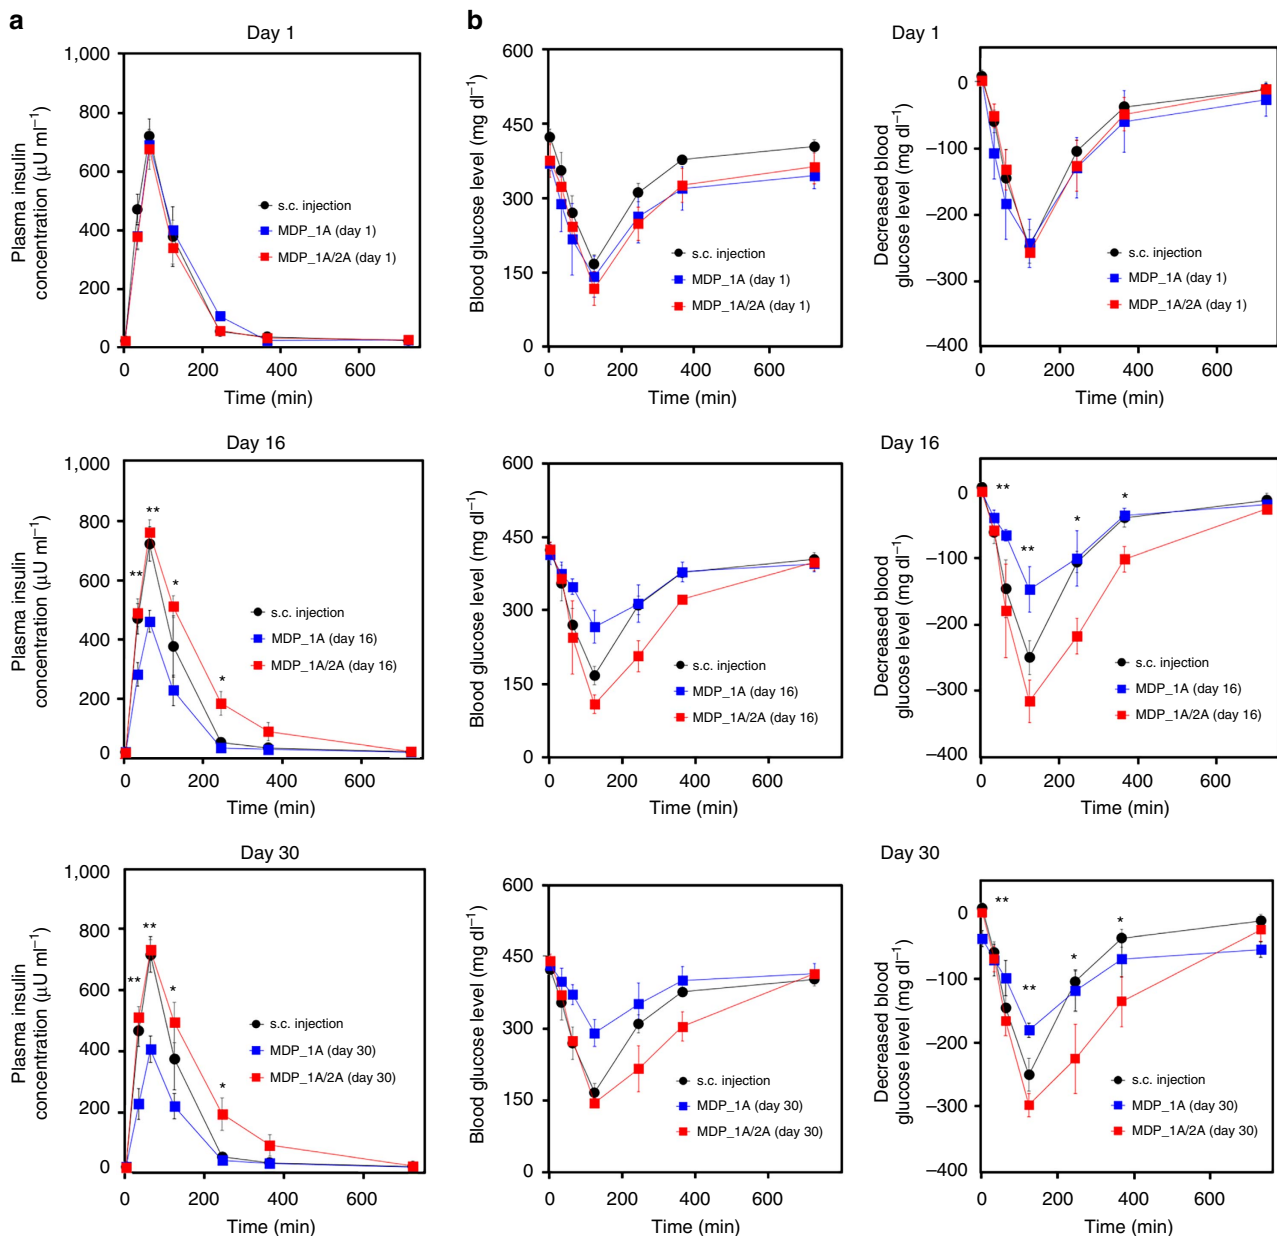 a
Day 1
1,000
800
600
400
200
0
Plasma insulin
concentration (μU ml−1)
s.c. injection
MDP_1A (day 1)
MDP_1A/2A (day 1)
0 200 400 600
Time (min)
b
600
450
300
150
0
Blood glucose level (mg dl−1)
s.c. injection
MDP_1A (day 1)
MDP_1A/2A (day 1)
0 200 400 600
Time (min)
Day 1
0
−100
−200
−300
−400
Decreased blood
glucose level (mg dl−1)
s.c. injection
MDP_1A (day 1)
MDP_1A/2A (day 1)
0 200 400 600
Time (min)
Day 16
1,000
800
600
400
200
0
Plasma insulin
concentration (μU ml−1)
**
**
*
*
s.c. injection
MDP_1A (day 16)
MDP_1A/2A (day 16)
0 200 400 600
Time (min)
600
450
300
150
0
Blood glucose level (mg dl−1)
s.c. injection
MDP_1A (day 16)
MDP_1A/2A (day 16)
0 200 400 600
Time (min)
Day 16
0
−100
−200
−300
−400
Decreased blood
glucose level (mg dl−1)
**
**
*
*
s.c. injection
MDP_1A (day 16)
MDP_1A/2A (day 16)
0 200 400 600
Time (min)
Day 30
1,000
800
600
400
200
0
Plasma insulin
concentration (μU ml−1)
**
**
*
*
s.c. injection
MDP_1A (day 30)
MDP_1A/2A (day 30)
0 200 400 600
Time (min)
600
450
300
150
0
Blood glucose level (mg dl−1)
s.c. injection
MDP_1A (day 30)
MDP_1A/2A (day 30)
0 200 400 600
Time (min)
Day 30
0
−100
−200
−300
−400
Decreased blood
glucose level (mg dl−1)
**
**
*
*
s.c. injection
MDP_1A (day 30)
MDP_1A/2A (day 30)
0 200 400 600
Time (min)